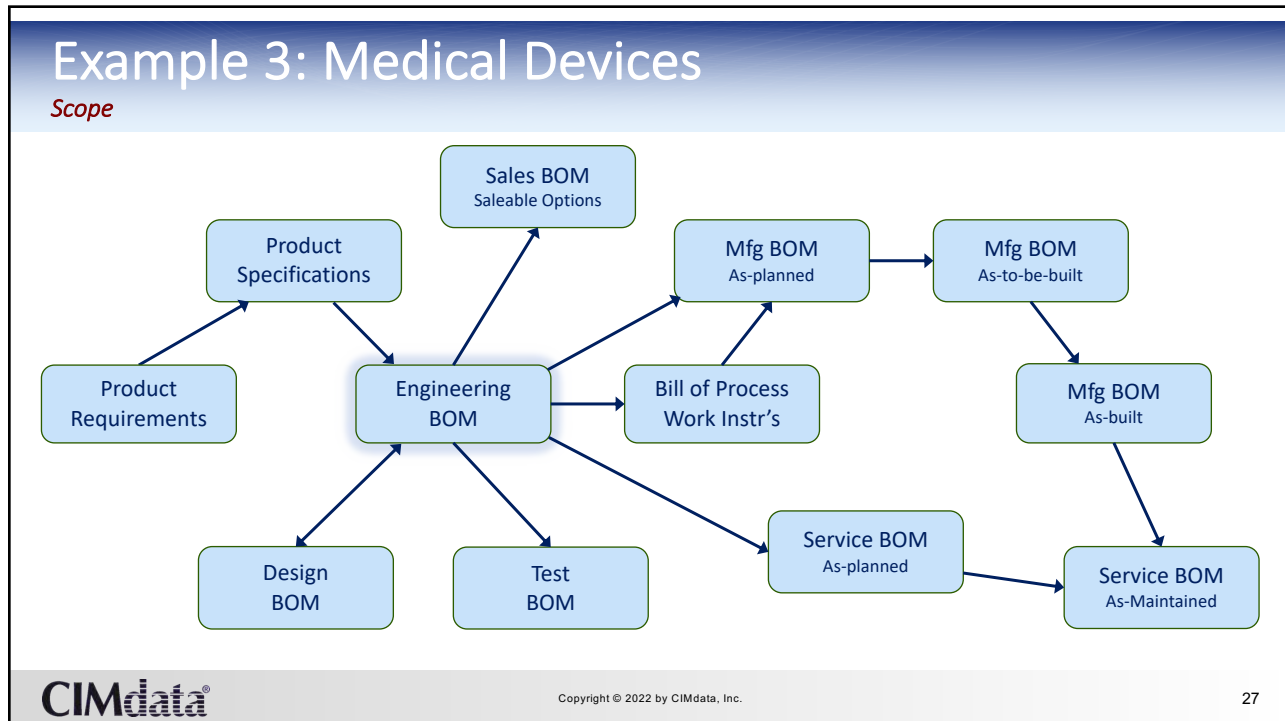 Example 3: Medical Devices
Scope
Sales BOM
Saleable Options
Product
Specifications
Mfg BOM
As-planned
Mfg BOM
As-to-be-built
Product
Requirements
Engineering
BOM
Bill of Process
Work Instr's
Mfg BOM
As-built
Design
BOM
Test
BOM
Service BOM
As-planned
Service BOM
As-Maintained
CIMdata®
Copyright © 2022 by CIMdata, Inc.
27